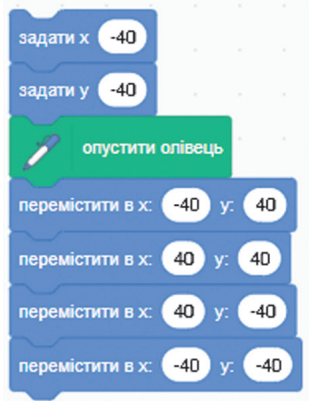 задати x -40
задати y -40
опустити олівець
перемістити в x: -40 y: 40
перемістити в x: 40 y: 40
перемістити в x: 40 y: -40
перемістити в x: -40 y: -40